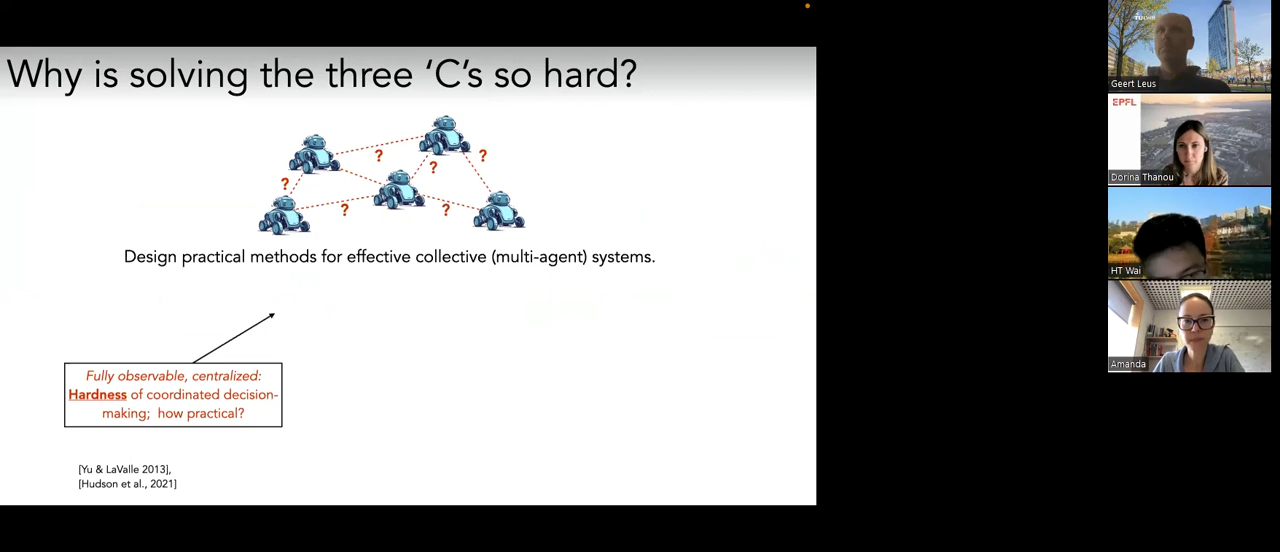 Why is solving the three ‘C’s so hard?
?
?
?
?
?
?
Design practical methods for effective collective (multi-agent) systems.
Fully observable, centralized:
Hardness of coordinated decision-
making; how practical?
[Yu & LaValle 2013],
[Hudson et al., 2021]
Geert Leus
EPFL
Dorina Thanou
HT Wai
Amanda